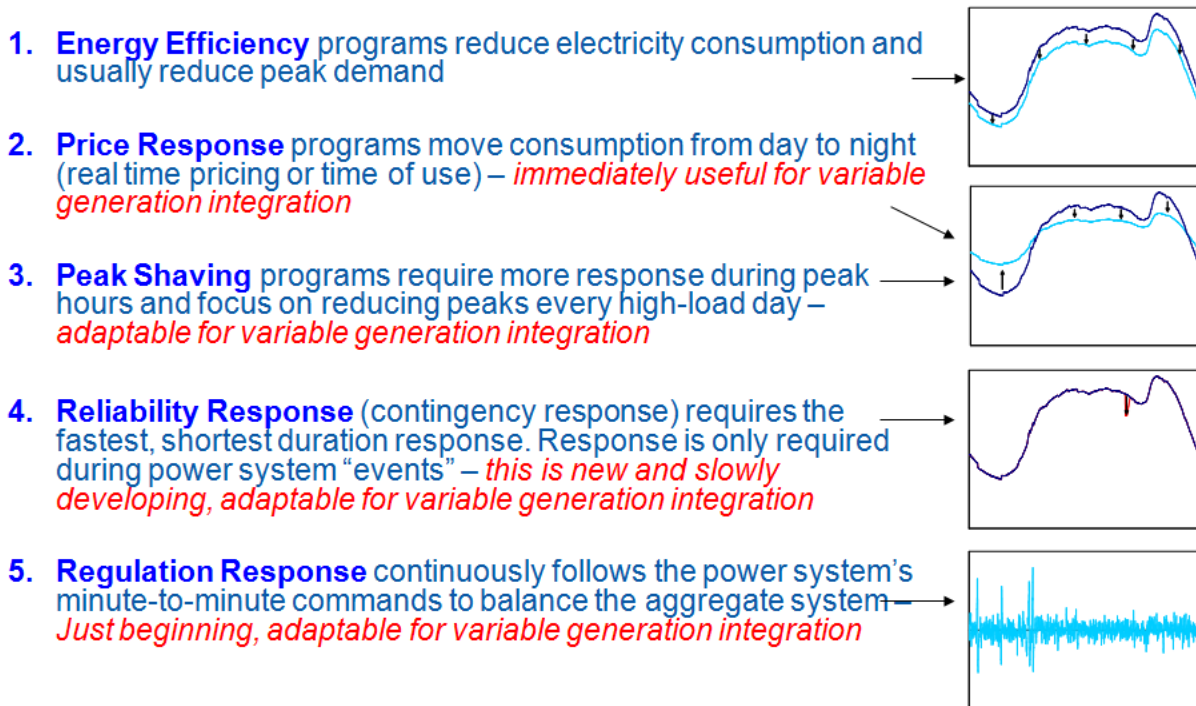 1. Energy Efficiency programs reduce electricity consumption and
usually reduce peak demand
2. Price Response programs move consumption from day to night
(real time pricing or time of use) – immediately useful for variable
generation integration
3. Peak Shaving programs require more response during peak
hours and focus on reducing peaks every high-load day –
adaptable for variable generation integration
4. Reliability Response (contingency response) requires the
fastest, shortest duration response. Response is only required
during power system “events” – this is new and slowly
developing, adaptable for variable generation integration
5. Regulation Response continuously follows the power system’s
minute-to-minute commands to balance the aggregate system –
Just beginning, adaptable for variable generation integration